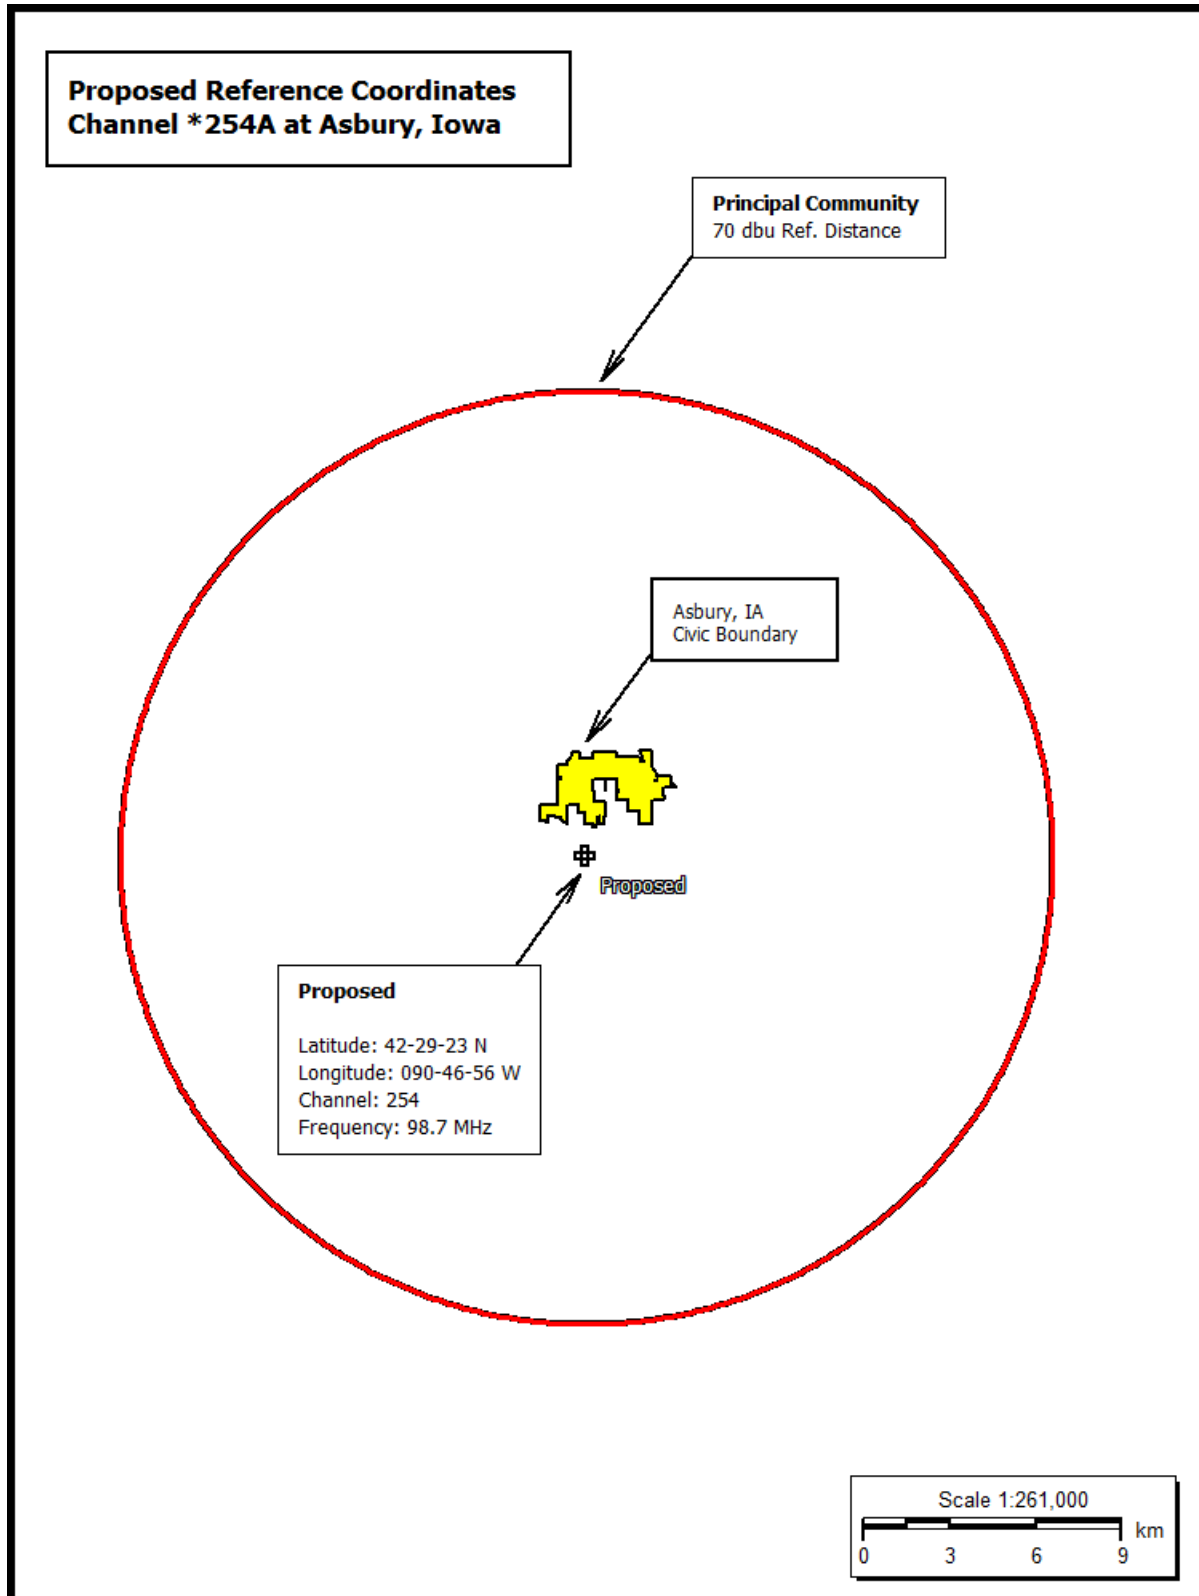 Proposed Reference Coordinates
Channel *254A at Asbury, Iowa
Principal Community
70 dbu Ref. Distance
Asbury, IA
Civic Boundary
Proposed
Proposed
Latitude: 42-29-23 N
Longitude: 090-46-56 W
Channel: 254
Frequency: 98.7 MHz
Scale 1:261,000
km
0 3 6 9